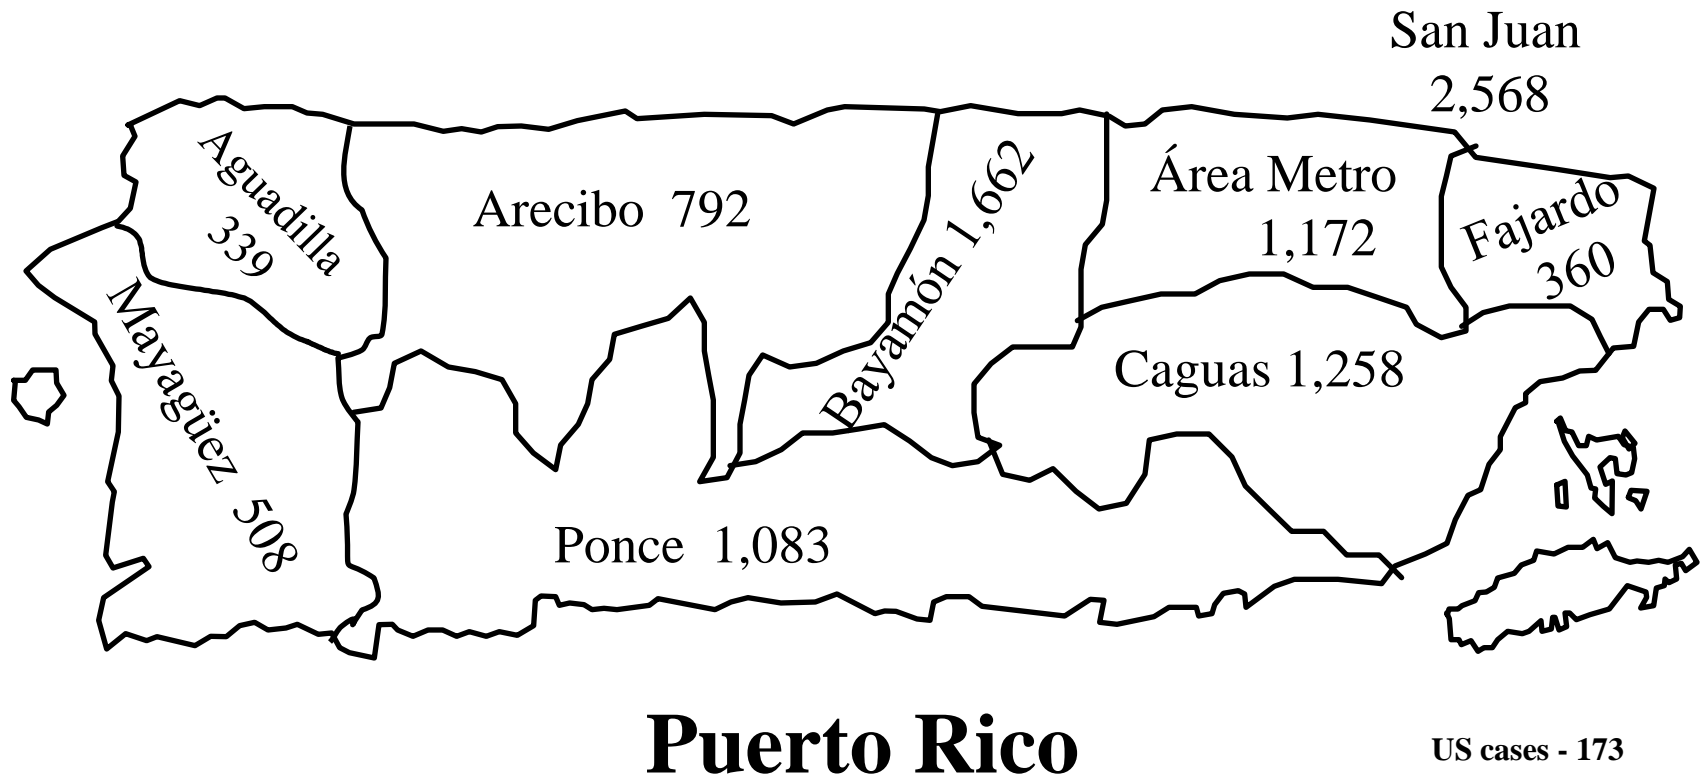 San Juan
2,568
Aguadilla
339
Arecibo 792
Bayamón 1,662
Área Metro
1,172
Fajardo
360
Mayagüez 508
Caguas 1,258
Ponce 1,083
Puerto Rico
US cases - 173